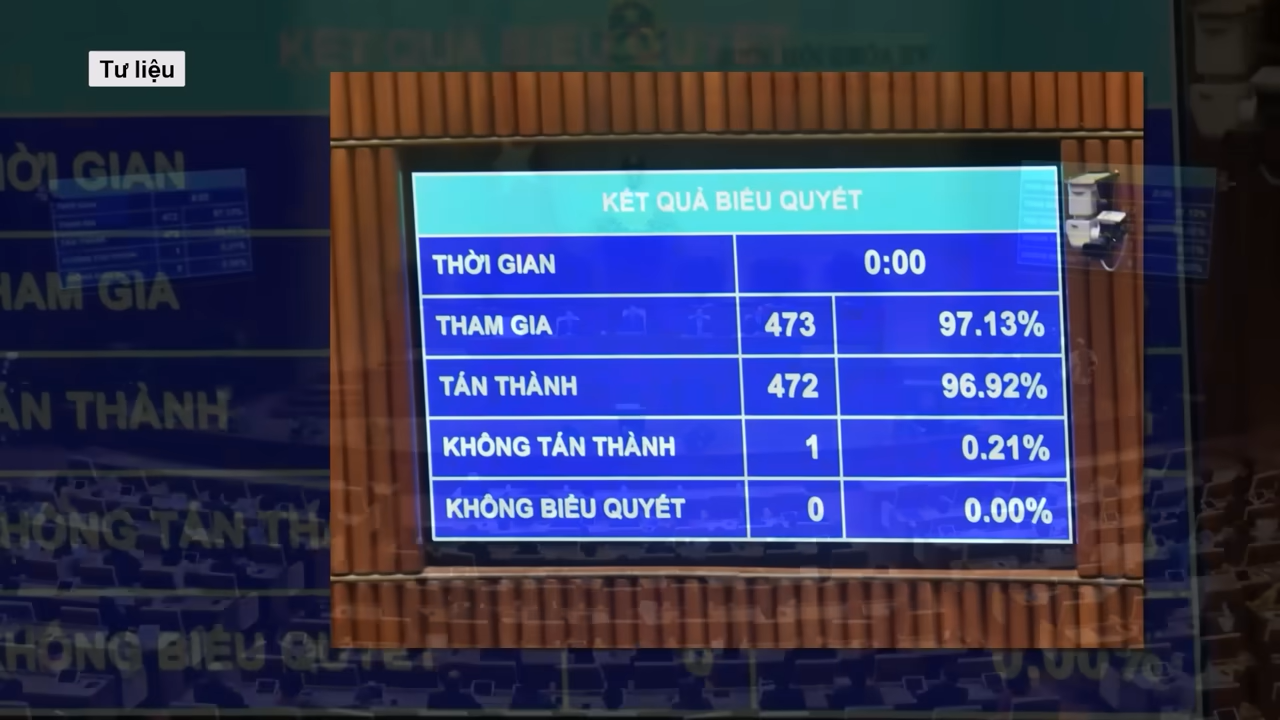 Tư liệu
KẾT QUẢ BIỂU QUYẾT
THỜI GIAN 0:00
THAM GIA 473 97.13%
TÁN THÀNH 472 96.92%
KHÔNG TÁN THÀNH 1 0.21%
KHÔNG BIỂU QUYẾT 0 0.00%